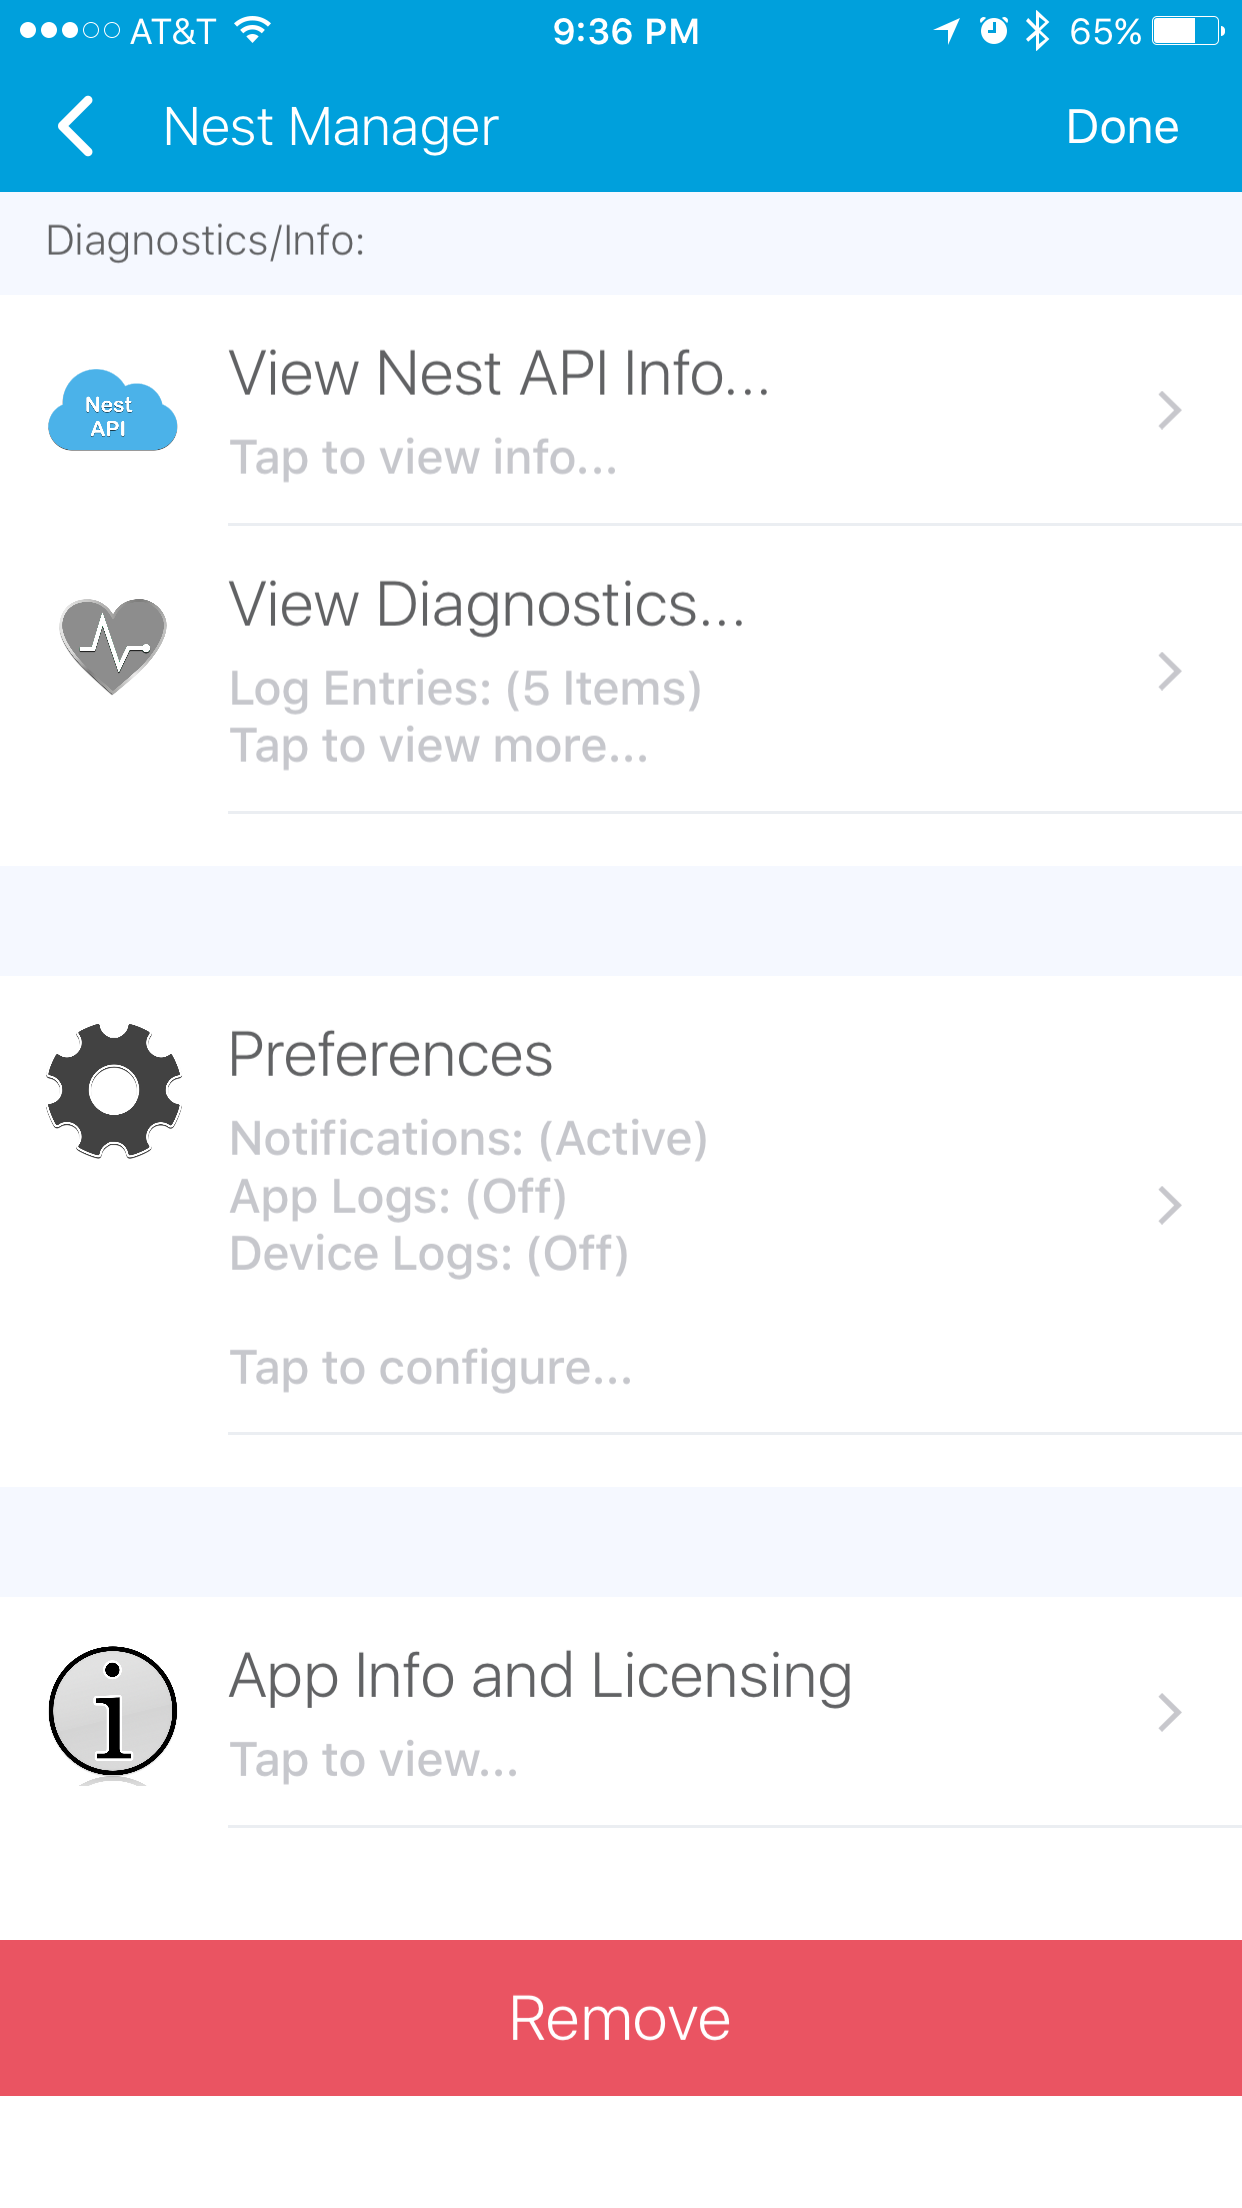 AT&T 9:36 PM 65%
Nest Manager Done
Diagnostics/Info:
Nest
API
View Nest API Info...
Tap to view info...
View Diagnostics...
Log Entries: (5 Items)
Tap to view more...
Preferences
Notifications: (Active)
App Logs: (Off)
Device Logs: (Off)
Tap to configure...
i
App Info and Licensing
Tap to view...
Remove